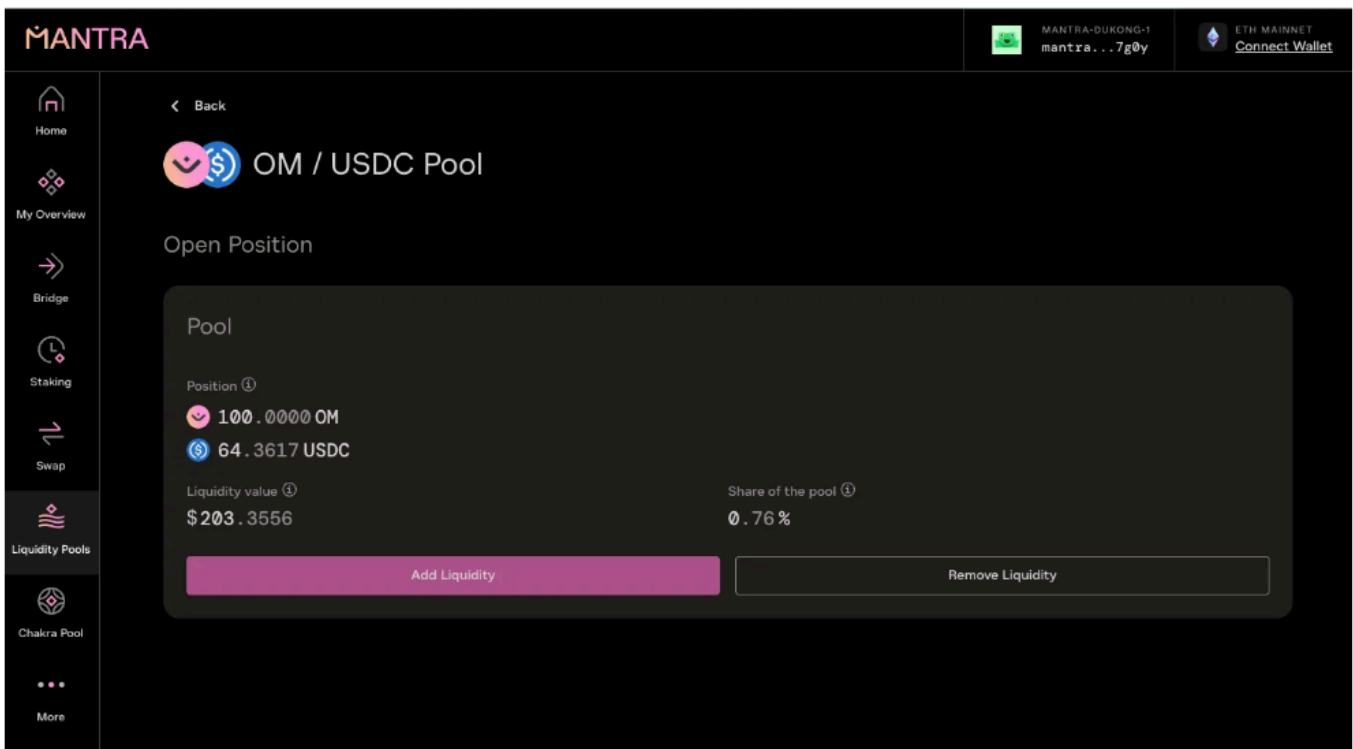 MANTRA
MANTRA-DUKONG-1
mantra...7g0y
ETH MAINNET
Connect Wallet
Home
My Overview
Bridge
Staking
Swap
Liquidity Pools
Chakra Pool
More
Back
OM / USDC Pool
Open Position
Pool
Position
100.0000 OM
64.3617 USDC
Liquidity value
$203.3556
Share of the pool
0.76%
Add Liquidity
Remove Liquidity